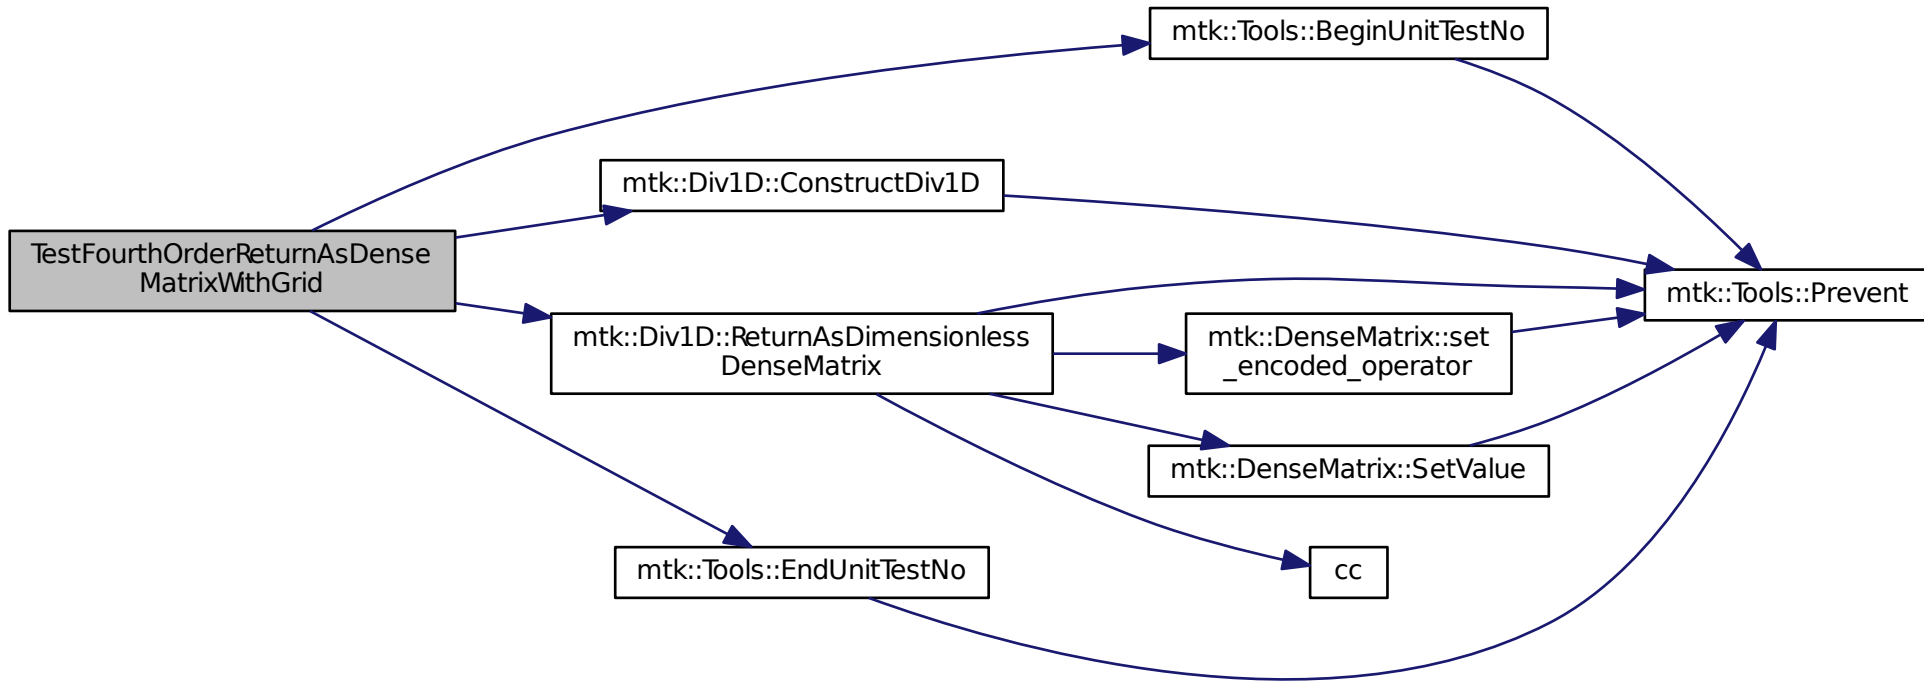 mtk::Tools::BeginUnitTestNo
mtk::Div1D::ConstructDiv1D
TestFourthOrderReturnAsDense
MatrixWithGrid
mtk::Tools::Prevent
mtk::Div1D::ReturnAsDimensionless
DenseMatrix
mtk::DenseMatrix::set
_encoded_operator
mtk::DenseMatrix::SetValue
mtk::Tools::EndUnitTestNo
cc